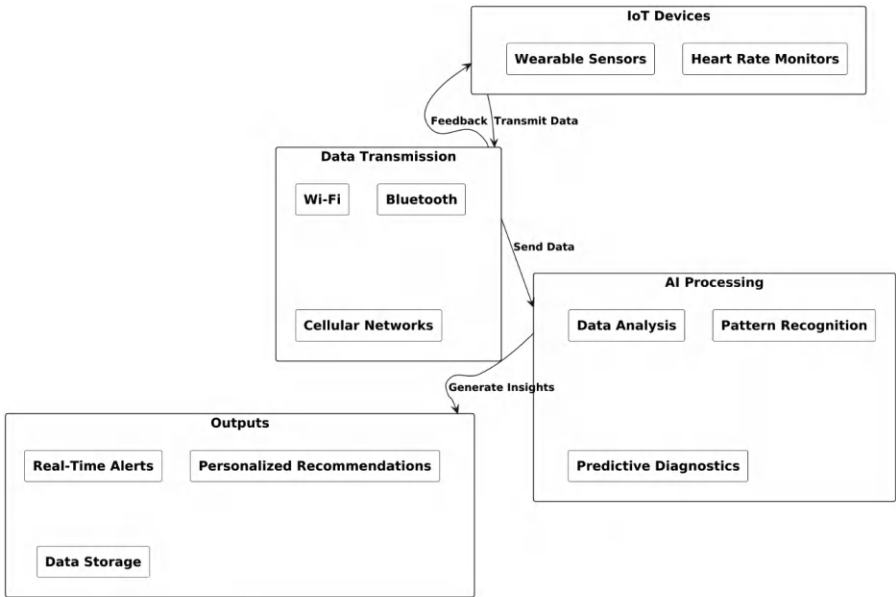 IoT Devices
Wearable Sensors
Heart Rate Monitors
Feedback
Transmit Data
Data Transmission
Wi-Fi
Bluetooth
Cellular Networks
Send Data
AI Processing
Data Analysis
Pattern Recognition
Predictive Diagnostics
Generate Insights
Outputs
Real-Time Alerts
Personalized Recommendations
Data Storage